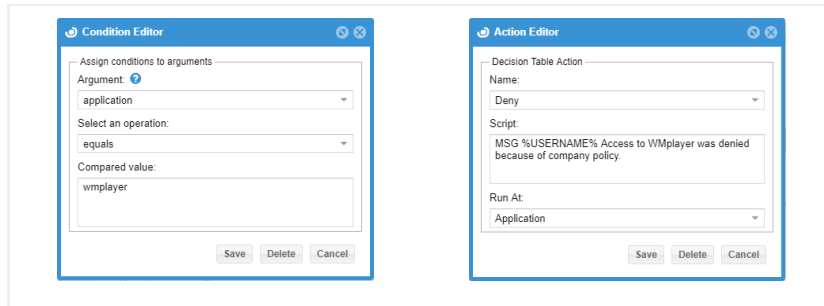 Condition Editor
Assign conditions to arguments
Argument:
application
Select an operation:
equals
Compared value:
wmplayer
Save Delete Cancel
Action Editor
Decision Table Action
Name:
Deny
Script:
MSG %USERNAME% Access to WMplayer was denied
because of company policy.
Run At:
Application
Save Delete Cancel